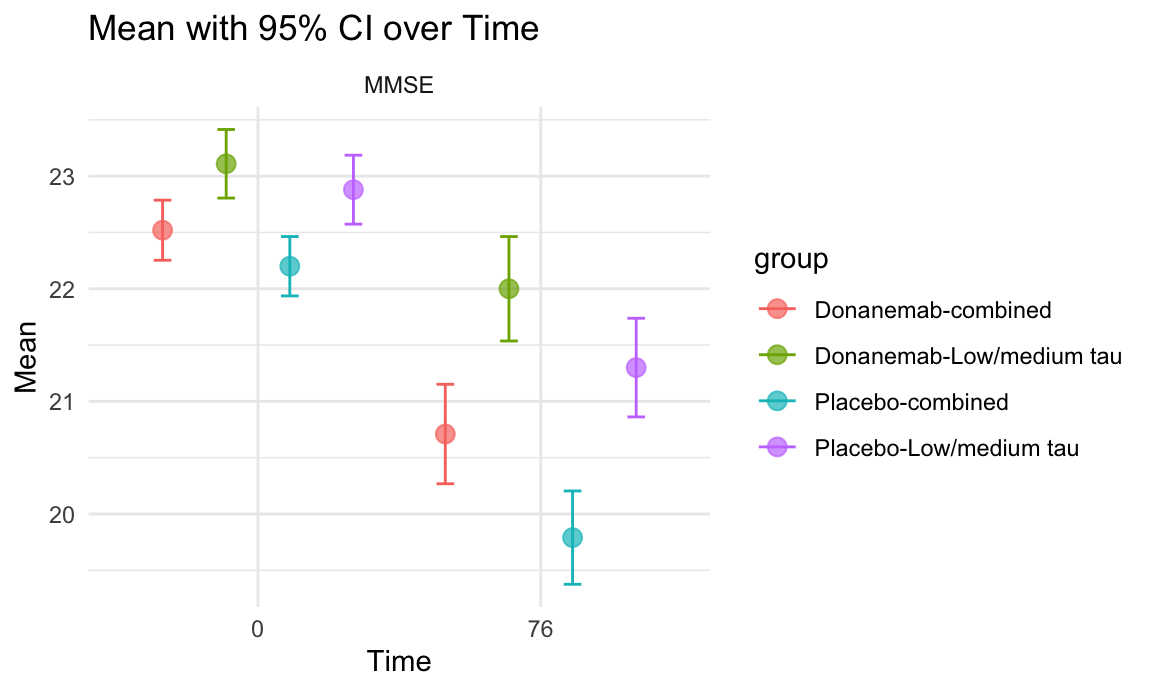 Mean with 95% CI over Time
MMSE
23
22
21
20
Mean
0
76
Time
group
Donanemab-combined
Donanemab-Low/medium tau
Placebo-combined
Placebo-Low/medium tau